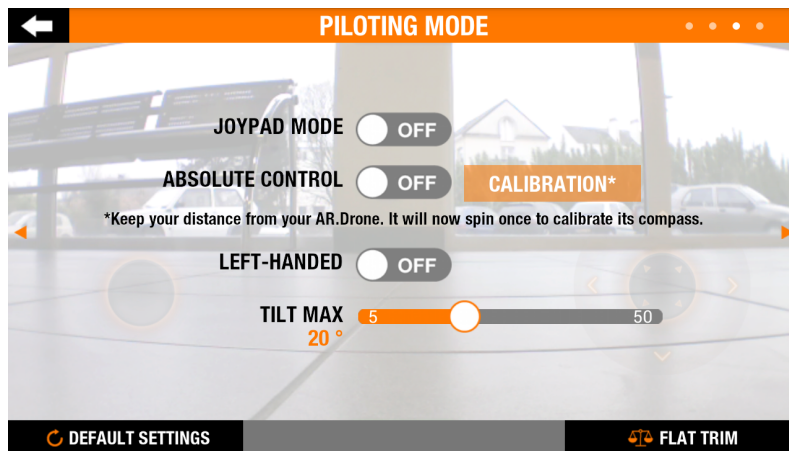 PILOTING MODE
JOYPAD MODE OFF
ABSOLUTE CONTROL OFF CALIBRATION*
*Keep your distance from your AR.Drone. It will now spin once to calibrate its compass.
LEFT-HANDED OFF
TILT MAX 5 50
20 °
DEFAULT SETTINGS FLAT TRIM